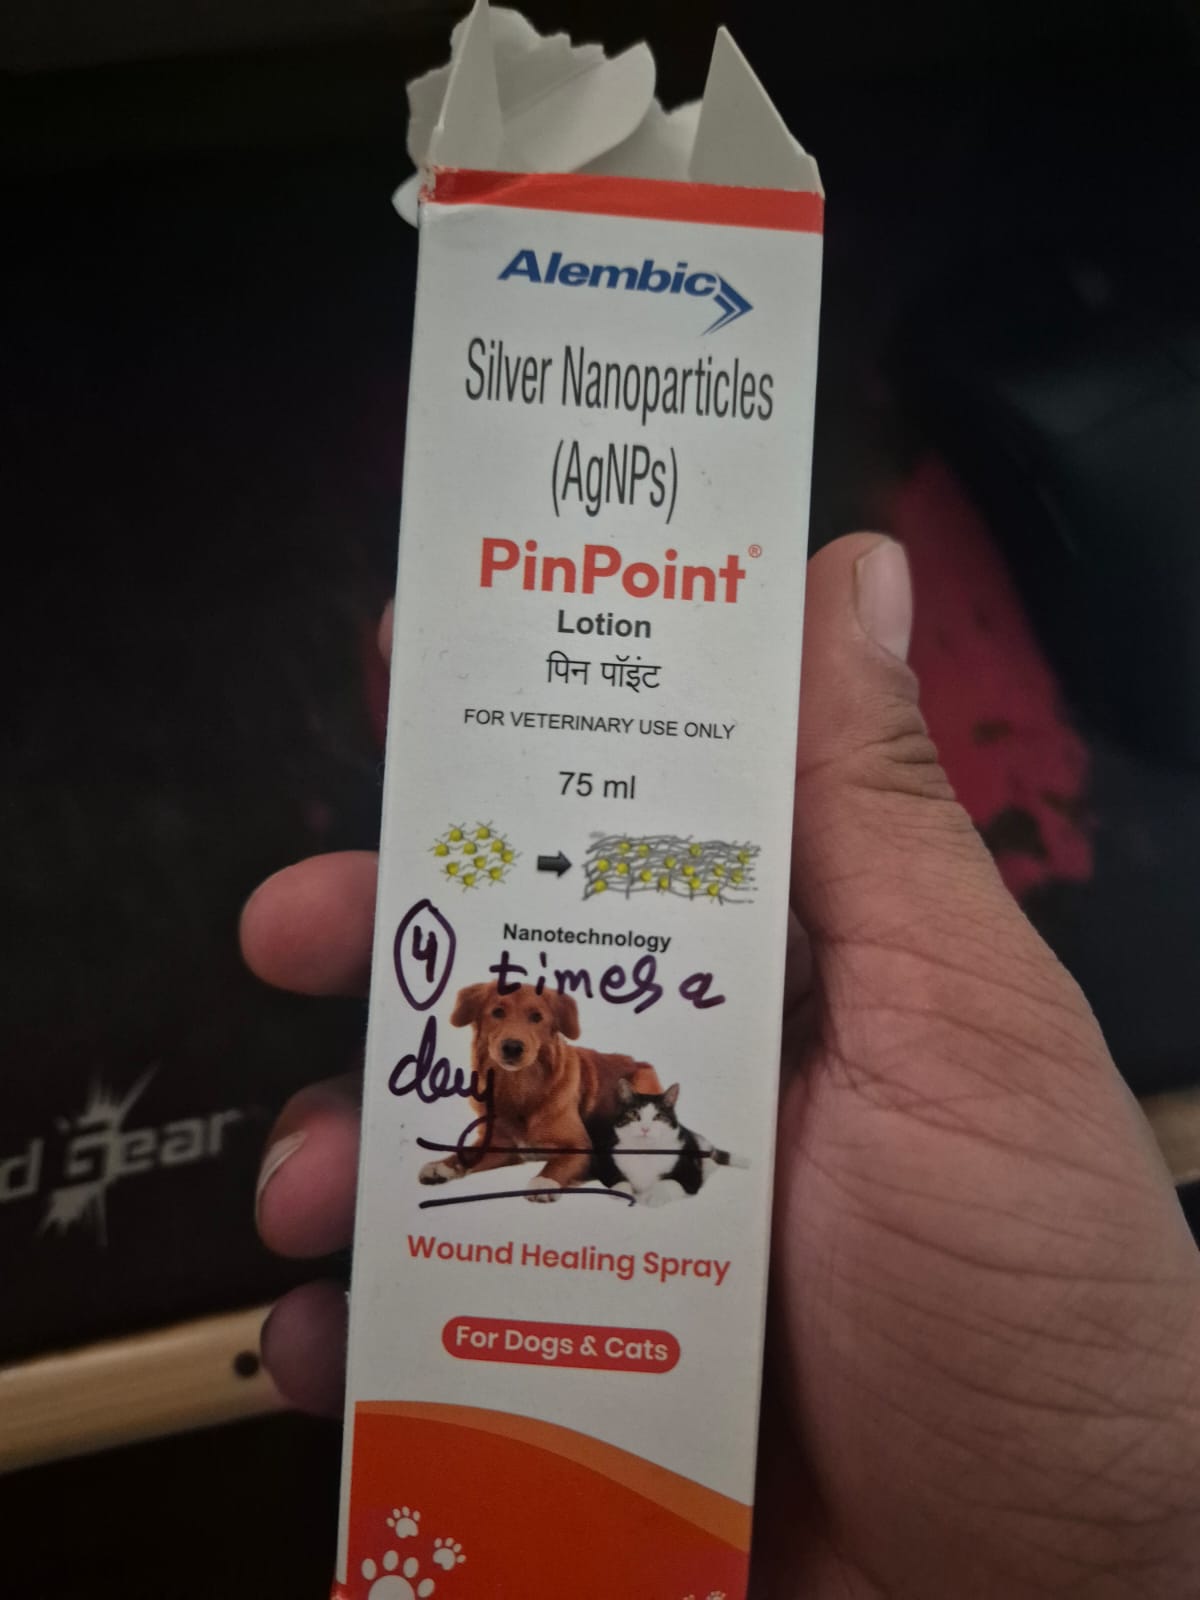 Alembic
Silver Nanoparticles
(AgNPs)
PinPoint®
Lotion
पिन पॉइंट
FOR VETERINARY USE ONLY
75 ml
Nanotechnology
4 times a
day
Wound Healing Spray
For Dogs & Cats
d Gear